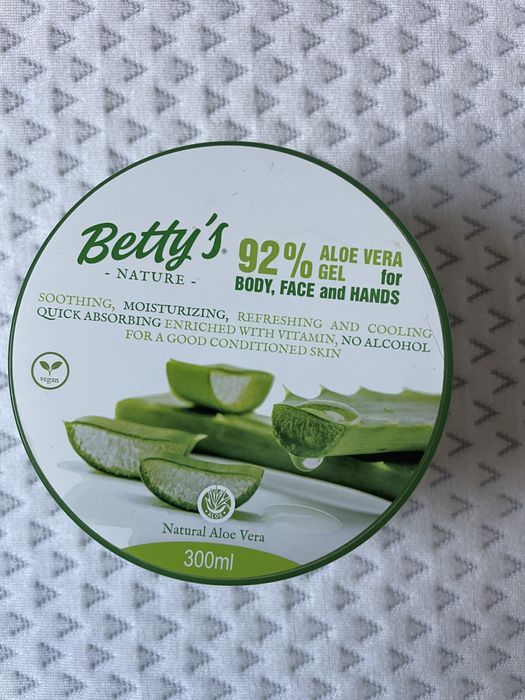 Betty's®
- NATURE -
92% ALOE VERA
GEL for
BODY, FACE and HANDS
SOOTHING, MOISTURIZING, REFRESHING AND COOLING
QUICK ABSORBING ENRICHED WITH VITAMIN, NO ALCOHOL
FOR A GOOD CONDITIONED SKIN
vegan
ALOE
Natural Aloe Vera
300ml